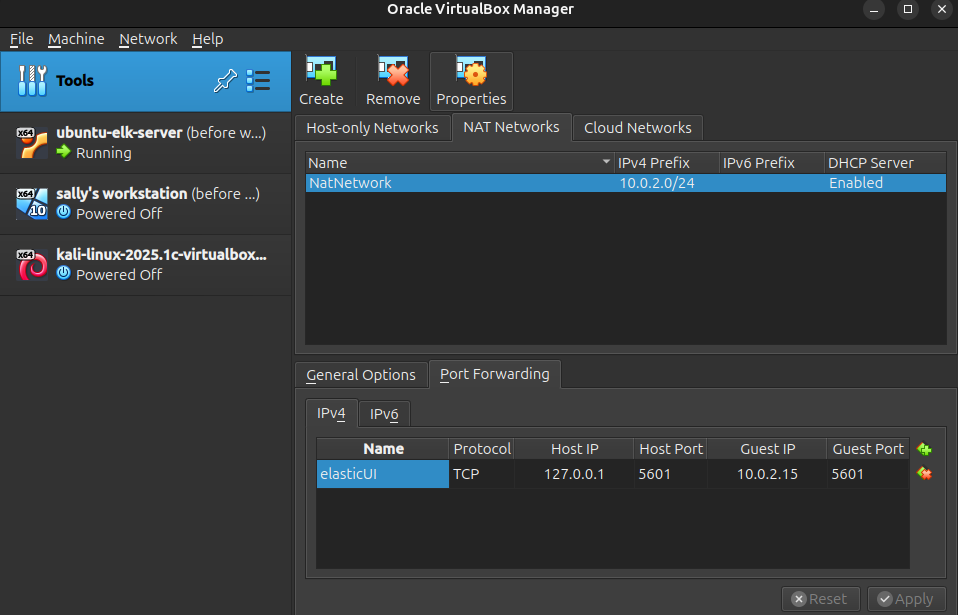 Oracle VirtualBox Manager
File Machine Network Help
Tools
x64
ubuntu-elk-server (before w...)
Running
x64
10
sally's workstation (before ...)
Powered Off
x64
kali-linux-2025.1c-virtualbox...
Powered Off
Create Remove Properties
Host-only Networks NAT Networks Cloud Networks
Name IPv4 Prefix IPv6 Prefix DHCP Server
NatNetwork 10.0.2.0/24 Enabled
General Options Port Forwarding
IPv4 IPv6
Name Protocol Host IP Host Port Guest IP Guest Port
elasticUI TCP 127.0.0.1 5601 10.0.2.15 5601
Reset Apply